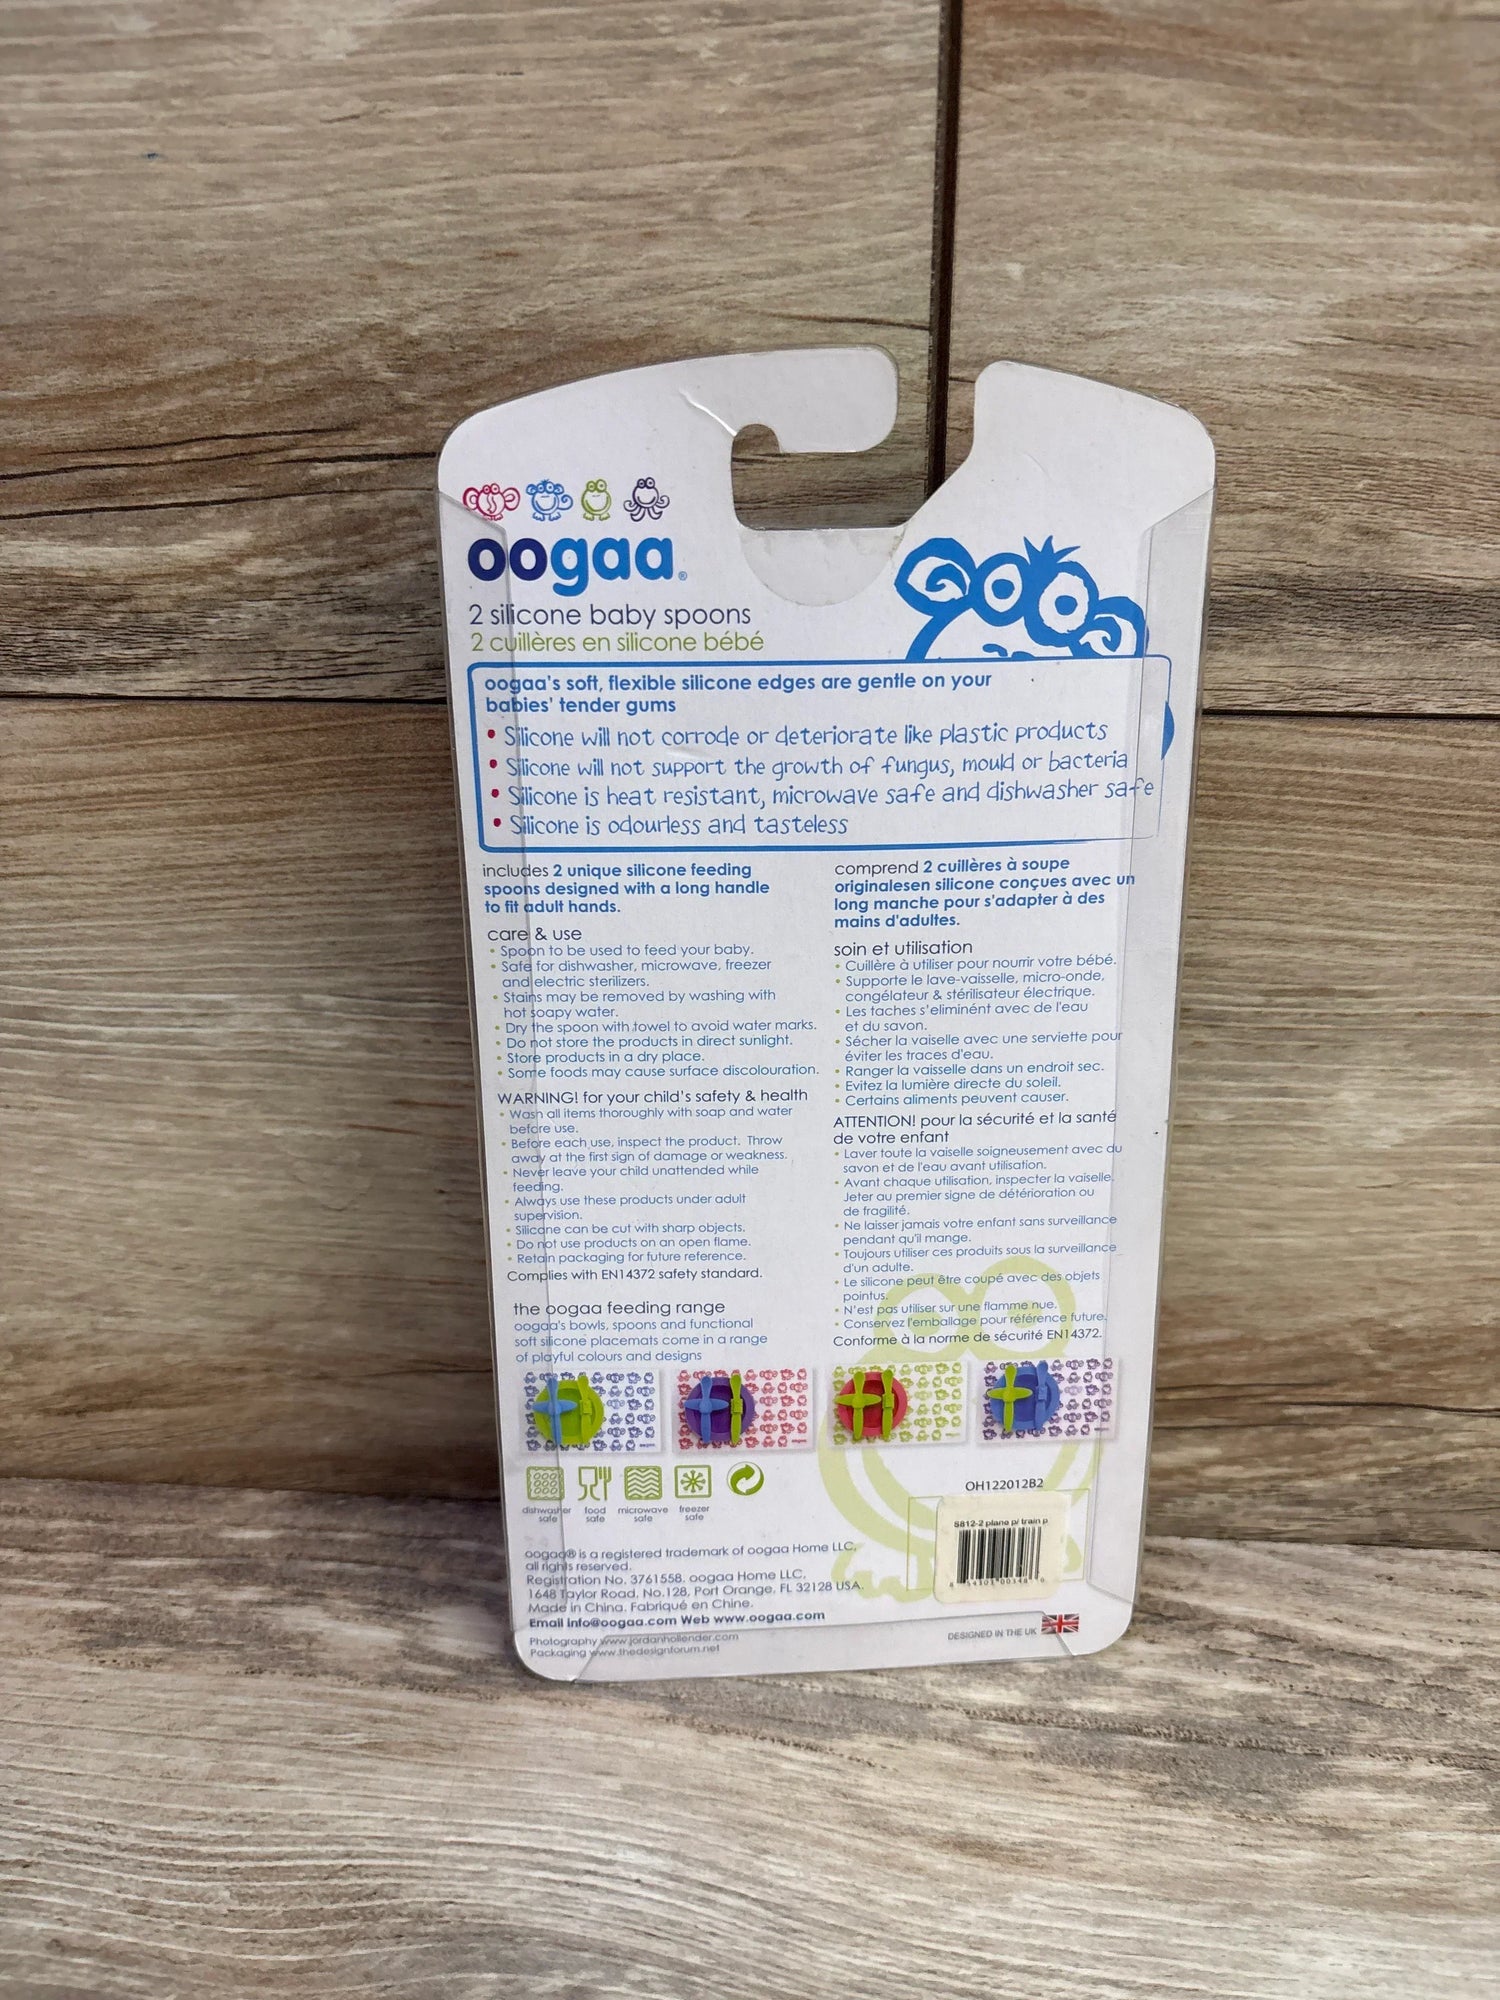 oogaa®
2 silicone baby spoons
2 cuillères en silicone bébé
oogaa's soft, flexible silicone edges are gentle on your
babies' tender gums
• Silicone will not corrode or deteriorate like plastic products
• Silicone will not support the growth of fungus, mould or bacteria
• Silicone is heat resistant, microwave safe and dishwasher safe
• Silicone is odourless and tasteless
includes 2 unique silicone feeding
spoons designed with a long handle
to fit adult hands.
care & use
• Spoon to be used to feed your baby.
• Safe for dishwasher, microwave, freezer
and electric sterilizers.
• Stains may be removed by washing with
hot soapy water.
• Dry the spoon with towel to avoid water marks.
• Do not store the products in direct sunlight.
• Store products in a dry place.
• Some foods may cause surface discolouration.
WARNING! for your child's safety & health
• Wash all items thoroughly with soap and water
before use.
• Before each use, inspect the product. Throw
away at the first sign of damage or weakness.
• Never leave your child unattended while
feeding.
• Always use these products under adult
supervision.
• Silicone can be cut with sharp objects.
• Do not use products on an open flame.
• Retain packaging for future reference.
Complies with EN14372 safety standard.
the oogaa feeding range
oogaa's bowls, spoons and functional
soft silicone placemats come in a range
of playful colours and designs
comprend 2 cuillères à soupe
originalesen silicone conçues avec un
long manche pour s'adapter à des
mains d'adultes.
soin et utilisation
• Cuillère à utiliser pour nourrir votre bébé.
• Supporte le lave-vaisselle, micro-onde,
congélateur & stérilisateur électrique.
• Les taches s'eliminént avec de l'eau
et du savon.
• Sécher la vaiselle avec une serviette pour
éviter les traces d'eau.
• Ranger la vaisselle dans un endroit sec.
• Evitez la lumière directe du soleil.
• Certains aliments peuvent causer.
ATTENTION! pour la sécurité et la santé
de votre enfant
• Laver toute la vaiselle soigneusement avec du
savon et de l'eau avant utilisation.
• Avant chaque utilisation, inspecter la vaiselle.
Jeter au premier signe de détérioration ou
de fragilité.
• Ne laisser jamais votre enfant sans surveillance
pendant qu'il mange.
• Toujours utiliser ces produits sous la surveillance
d'un adulte.
• Le silicone peut être coupé avec des objets
pointus.
• N'est pas utiliser sur une flamme nue.
• Conservez l'emballage pour référence future.
Conforme à la norme de sécurité EN14372.
dishwasher safe
food safe
microwave safe
freezer safe
OH122012B2
S812-2 plane p/ train p
oogaa® is a registered trademark of oogaa Home LLC,
all rights reserved.
Registration No. 3761558. oogaa Home LLC,
1648 Taylor Road, No.128, Port Orange, FL 32128 USA.
Made in China. Fabriqué en Chine.
Email info@oogaa.com Web www.oogaa.com
Photography www.jordanhollender.com
Packaging www.thedesignforum.net
DESIGNED IN THE UK